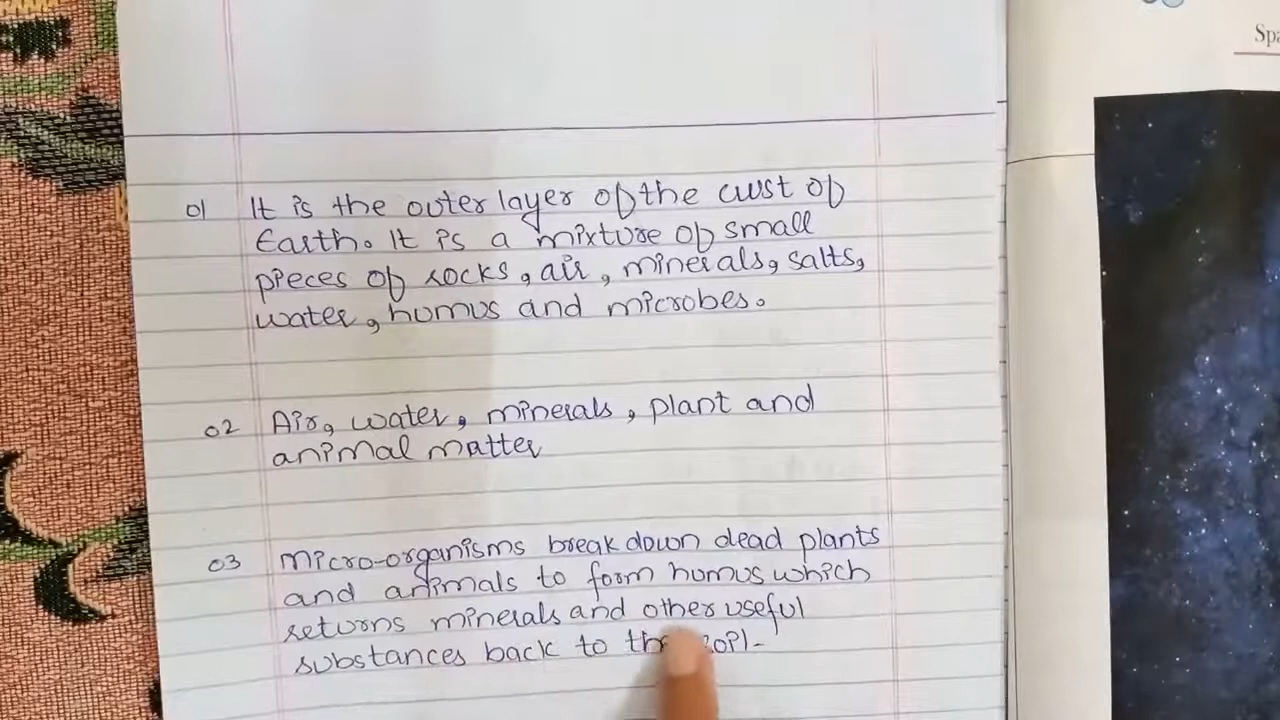 Spa
01 It is the outer layer of the crust of
Earth. It is a mixture of small
pieces of rocks, air, minerals, salts,
water, humus and microbes.
02 Air, water, minerals, plant and
animal matter
03 Micro-organisms break down dead plants
and animals to form humus which
returns minerals and other useful
substances back to the soil.